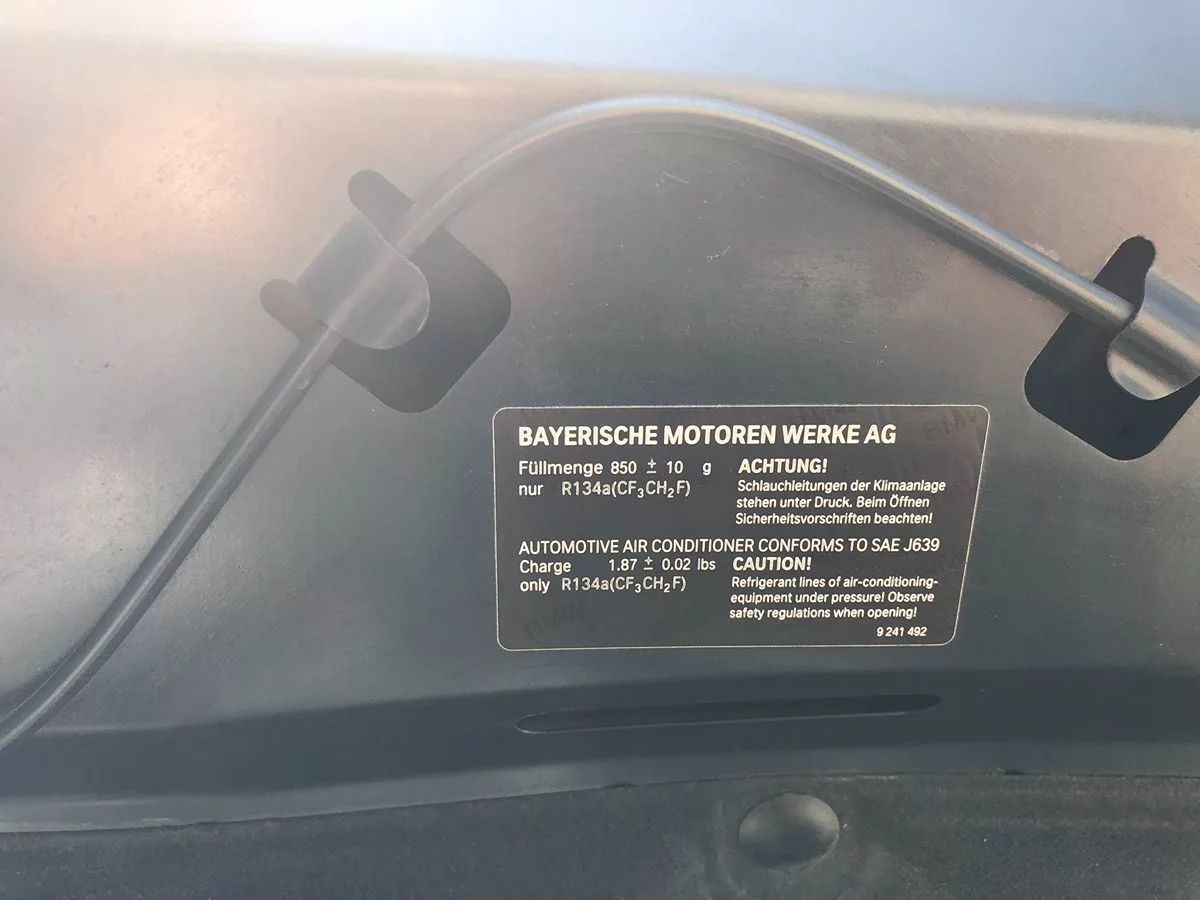 BAYERISCHE MOTOREN WERKE AG
Füllmenge 850 ± 10 g
nur R134a(CF₃CH₂F)
ACHTUNG!
Schlauchleitungen der Klimaanlage
stehen unter Druck. Beim Öffnen
Sicherheitsvorschriften beachten!
AUTOMOTIVE AIR CONDITIONER CONFORMS TO SAE J639
Charge 1.87 ± 0.02 lbs
only R134a(CF₃CH₂F)
CAUTION!
Refrigerant lines of air-conditioning-
equipment under pressure! Observe
safety regulations when opening!
9 241 492